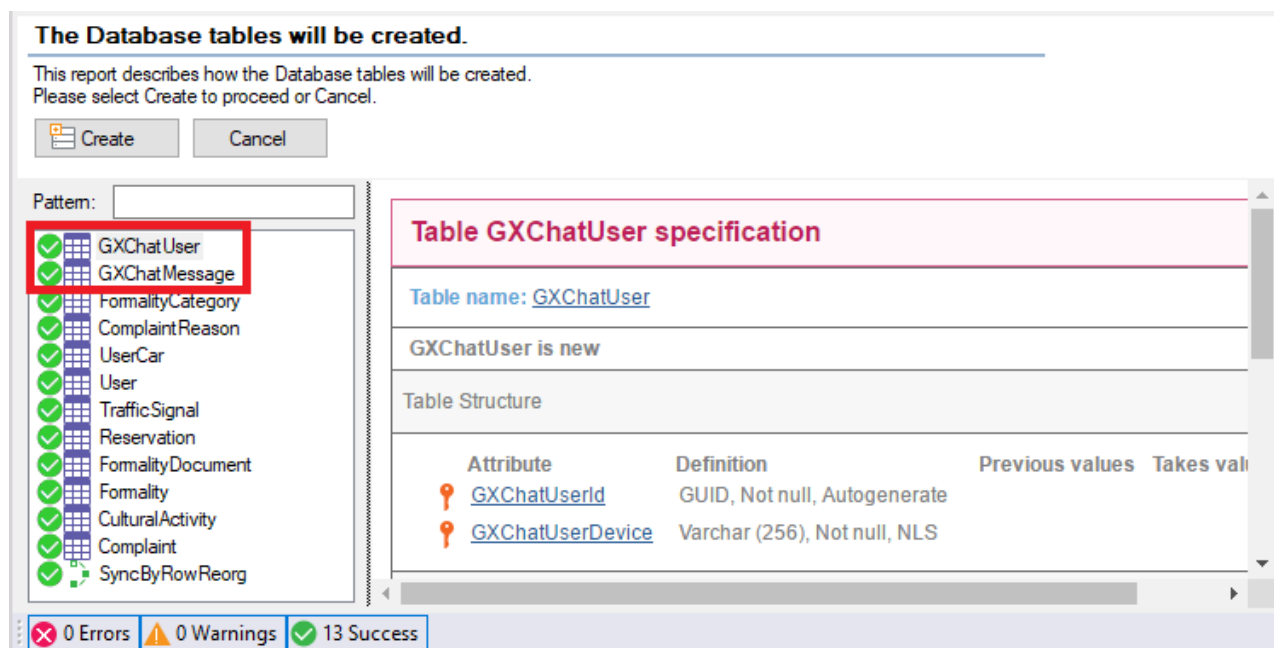 The Database tables will be created.
This report describes how the Database tables will be created.
Please select Create to proceed or Cancel.
Create Cancel
Pattern:
GXChatUser
GXChatMessage
FormalityCategory
ComplaintReason
UserCar
User
TrafficSignal
Reservation
FormalityDocument
Formality
CulturalActivity
Complaint
SyncByRowReorg
Table GXChatUser specification
Table name: GXChatUser
GXChatUser is new
Table Structure
Attribute Definition Previous values Takes val
GXChatUserId GUID, Not null, Autogenerate
GXChatUserDevice Varchar (256), Not null, NLS
0 Errors 0 Warnings 13 Success